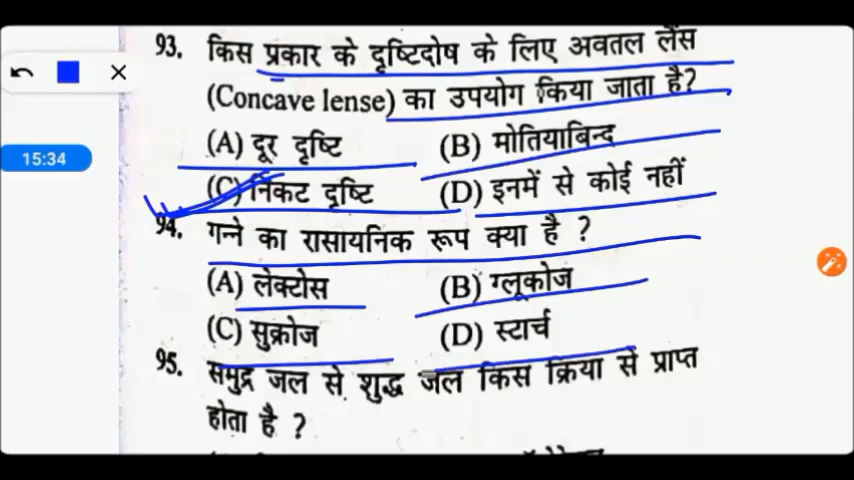 93. किस प्रकार के दृष्टिदोष के लिए अवतल लेंस
(Concave lense) का उपयोग किया जाता है?
(A) दूर दृष्टि (B) मोतियाबिन्द
15:34
(C) निकट दृष्टि (D) इनमें से कोई नहीं
94. गन्ने का रासायनिक रूप क्या है ?
(A) लेक्टोस (B) ग्लूकोज
(C) सुक्रोज (D) स्टार्च
95. समुद्र जल से शुद्ध जल किस क्रिया से प्राप्त
होता है ?